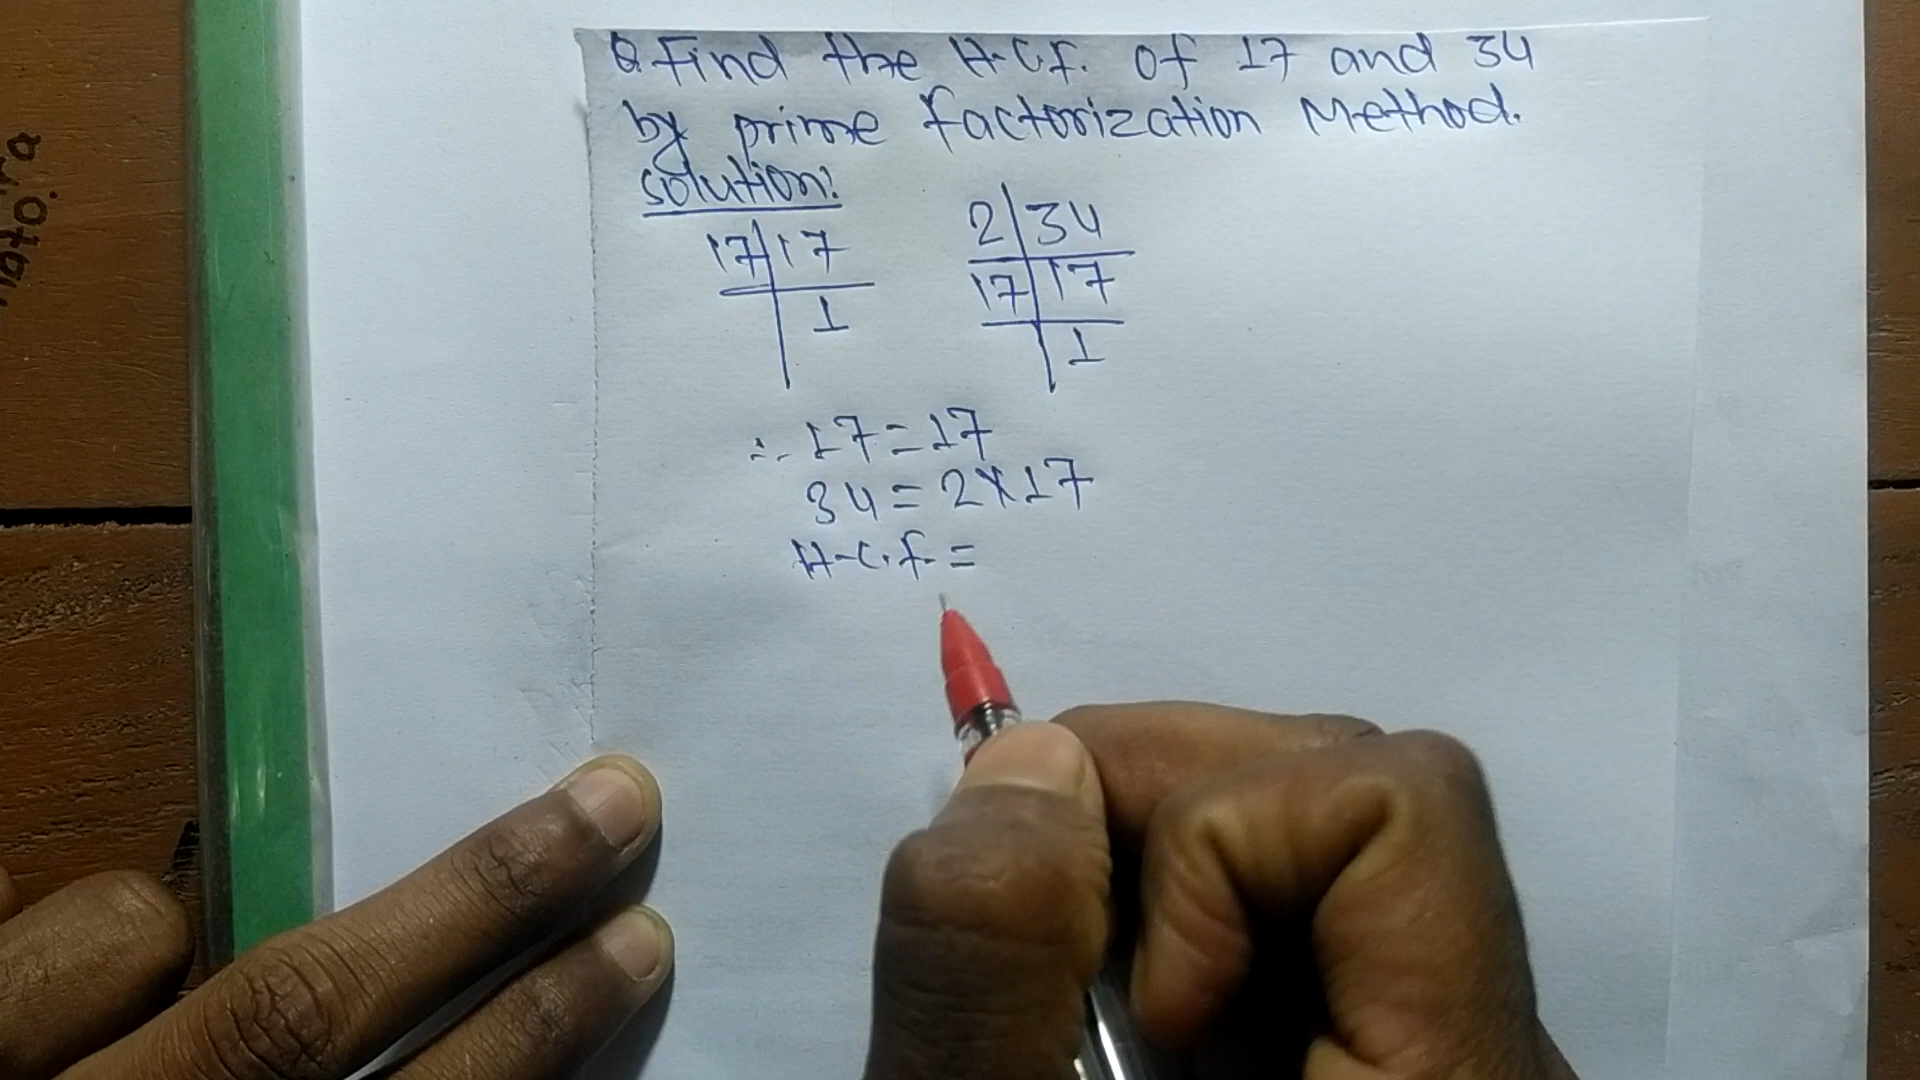 Q. Find the H.C.F. of 17 and 34
by prime factorization Method.
solution:
17 | 17
1
2 | 34
17 | 17
1
∴ 17 = 17
34 = 2×17
H.C.F. =